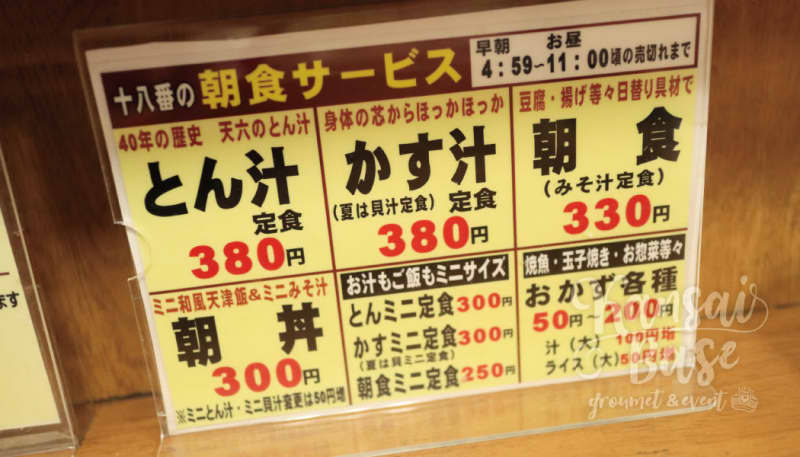 十八番の 朝食サービス
早朝 お昼
4:59~11:00頃の売切れまで
40年の歴史 天六のとん汁
とん汁
定食
380円
身体の芯からほっかほっか
かす汁
(夏は貝汁定食) 定食
380円
豆腐・揚げ等々日替り具材で
朝食
(みそ汁定食)
330円
ミニ和風天津飯&ミニみそ汁
朝丼
300円
※ミニとん汁・ミニ貝汁変更は50円増
お汁もご飯もミニサイズ
とんミニ定食300円
かすミニ定食300円
(夏は貝ミニ定食)
朝食ミニ定食250円
焼魚・玉子焼き・お惣菜等々
おかず各種
50円~200円
汁(大)100円増
ライス(大)50円増
ます
Kansai
Base
groumet & event